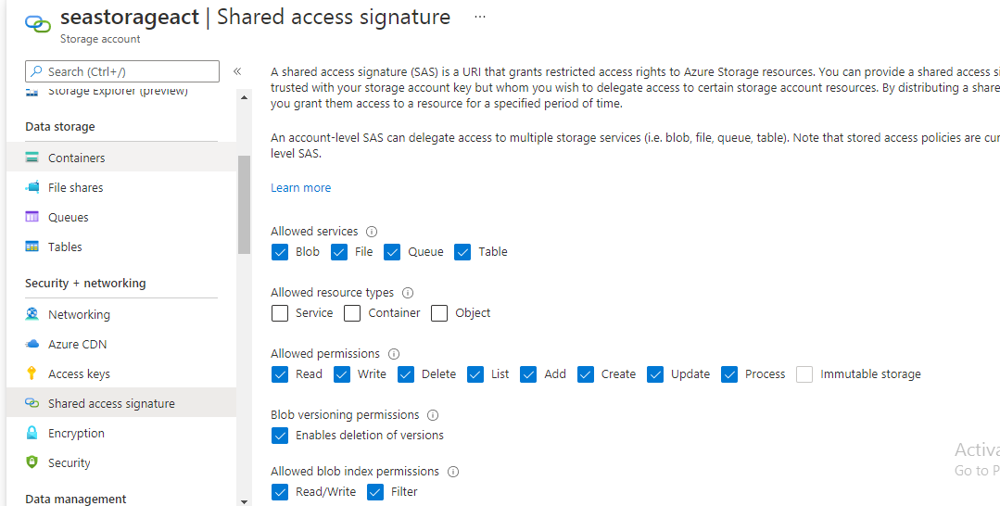 seastorageact | Shared access signature ...
Storage account
Search (Ctrl+/)
«
Storage Explorer (preview)
Data storage
Containers
File shares
Queues
Tables
Security + networking
Networking
Azure CDN
Access keys
Shared access signature
Encryption
Security
Data management
A shared access signature (SAS) is a URI that grants restricted access rights to Azure Storage resources. You can provide a shared access si
trusted with your storage account key but whom you wish to delegate access to certain storage account resources. By distributing a share
you grant them access to a resource for a specified period of time.
An account-level SAS can delegate access to multiple storage services (i.e. blob, file, queue, table). Note that stored access policies are cur
level SAS.
Learn more
Allowed services
Blob File Queue Table
Allowed resource types
Service Container Object
Allowed permissions
Read Write Delete List Add Create Update Process Immutable storage
Blob versioning permissions
Enables deletion of versions
Allowed blob index permissions
Read/Write Filter
Activa
Go to P